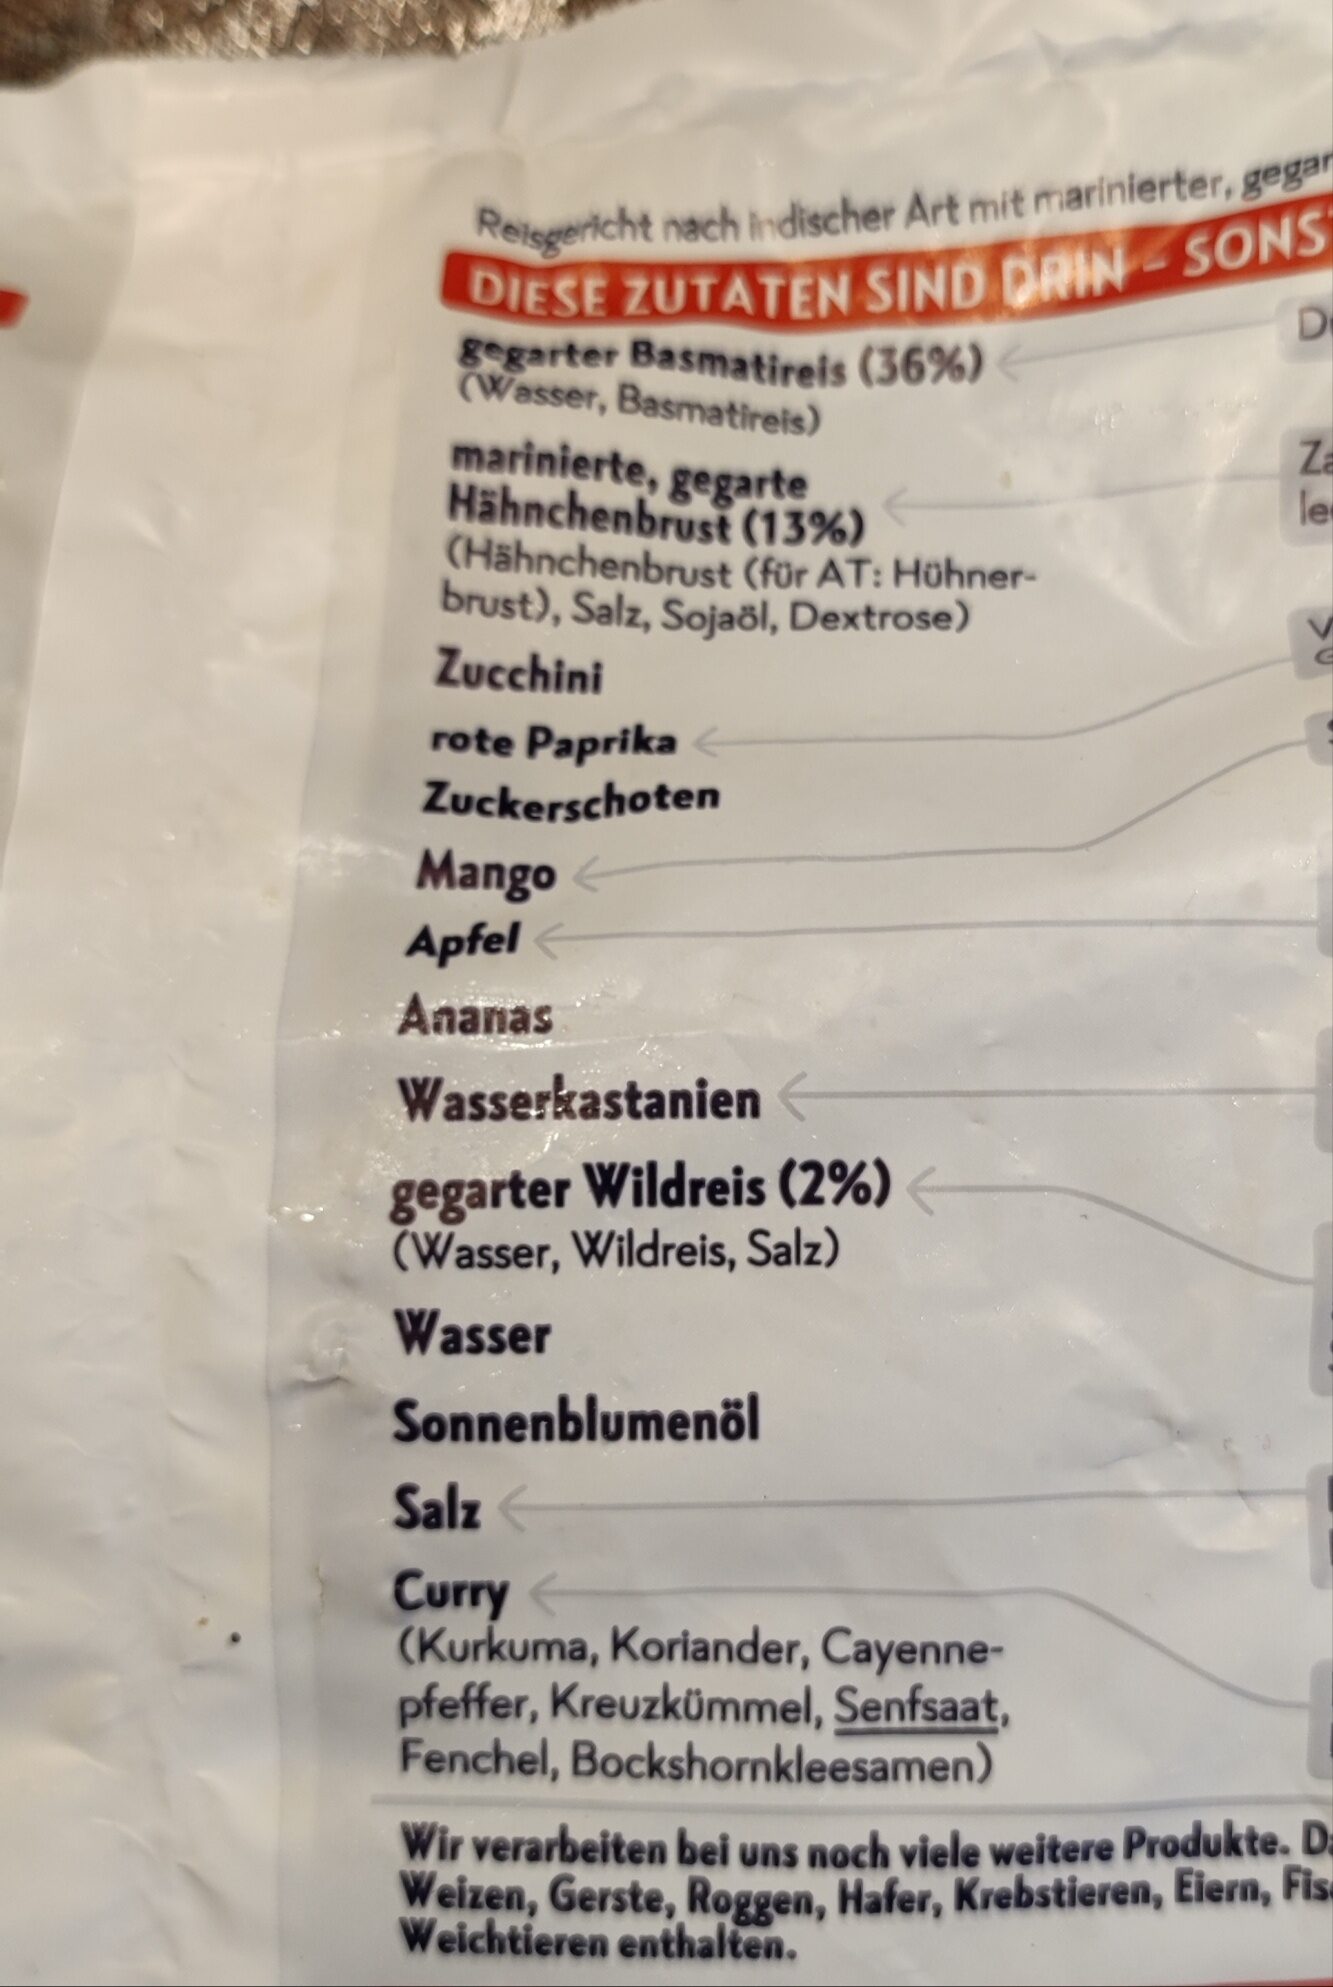 Reisgericht nach indischer Art mit marinierter, gegar
DIESE ZUTATEN SIND DRIN - SONS
gegarter Basmatireis (36%)
(Wasser, Basmatireis)
marinierte, gegarte
Hähnchenbrust (13%)
(Hähnchenbrust (für AT: Hühner-
brust), Salz, Sojaöl, Dextrose)
Zucchini
rote Paprika
Zuckerschoten
Mango
Apfel
Ananas
Wasserkastanien
gegarter Wildreis (2%)
(Wasser, Wildreis, Salz)
Wasser
Sonnenblumenöl
Salz
Curry
(Kurkuma, Koriander, Cayenne-
pfeffer, Kreuzkümmel, Senfsaat,
Fenchel, Bockshornkleesamen)
Wir verarbeiten bei uns noch viele weitere Produkte.
Weizen, Gerste, Roggen, Hafer, Krebstieren, Eiern, Fis
Weichtieren enthalten.